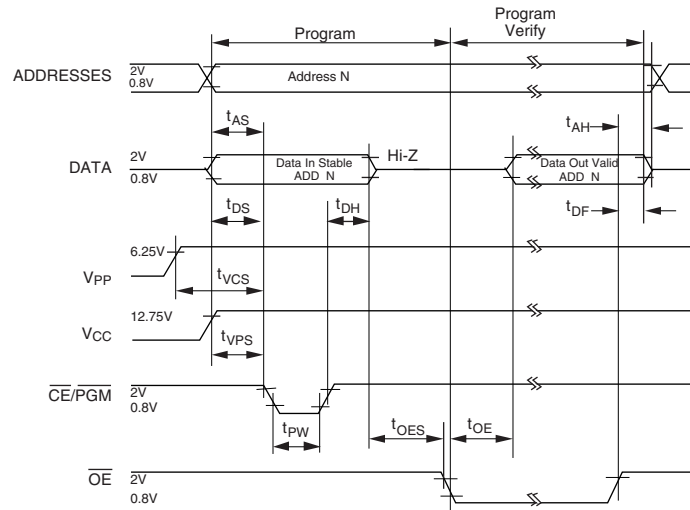 Program
Program
Verify
ADDRESSES
2V
0.8V
Address N
tAS
tAH
DATA
2V
0.8V
Data In Stable
ADD N
Hi-Z
Data Out Valid
ADD N
tDS
tDH
tDF
6.25V
VPP
tVCS
12.75V
VCC
tVPS
CE/PGM
2V
0.8V
tPW
tOES
tOE
OE
2V
0.8V